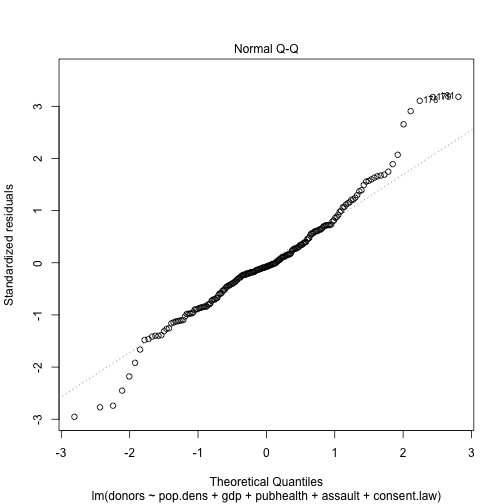 Normal Q-Q
Standardized residuals
3
2
1
0
-1
-2
-3
-3 -2 -1 0 1 2 3
Theoretical Quantiles
lm(donors ~ pop.dens + gdp + pubhealth + assault + consent.law)